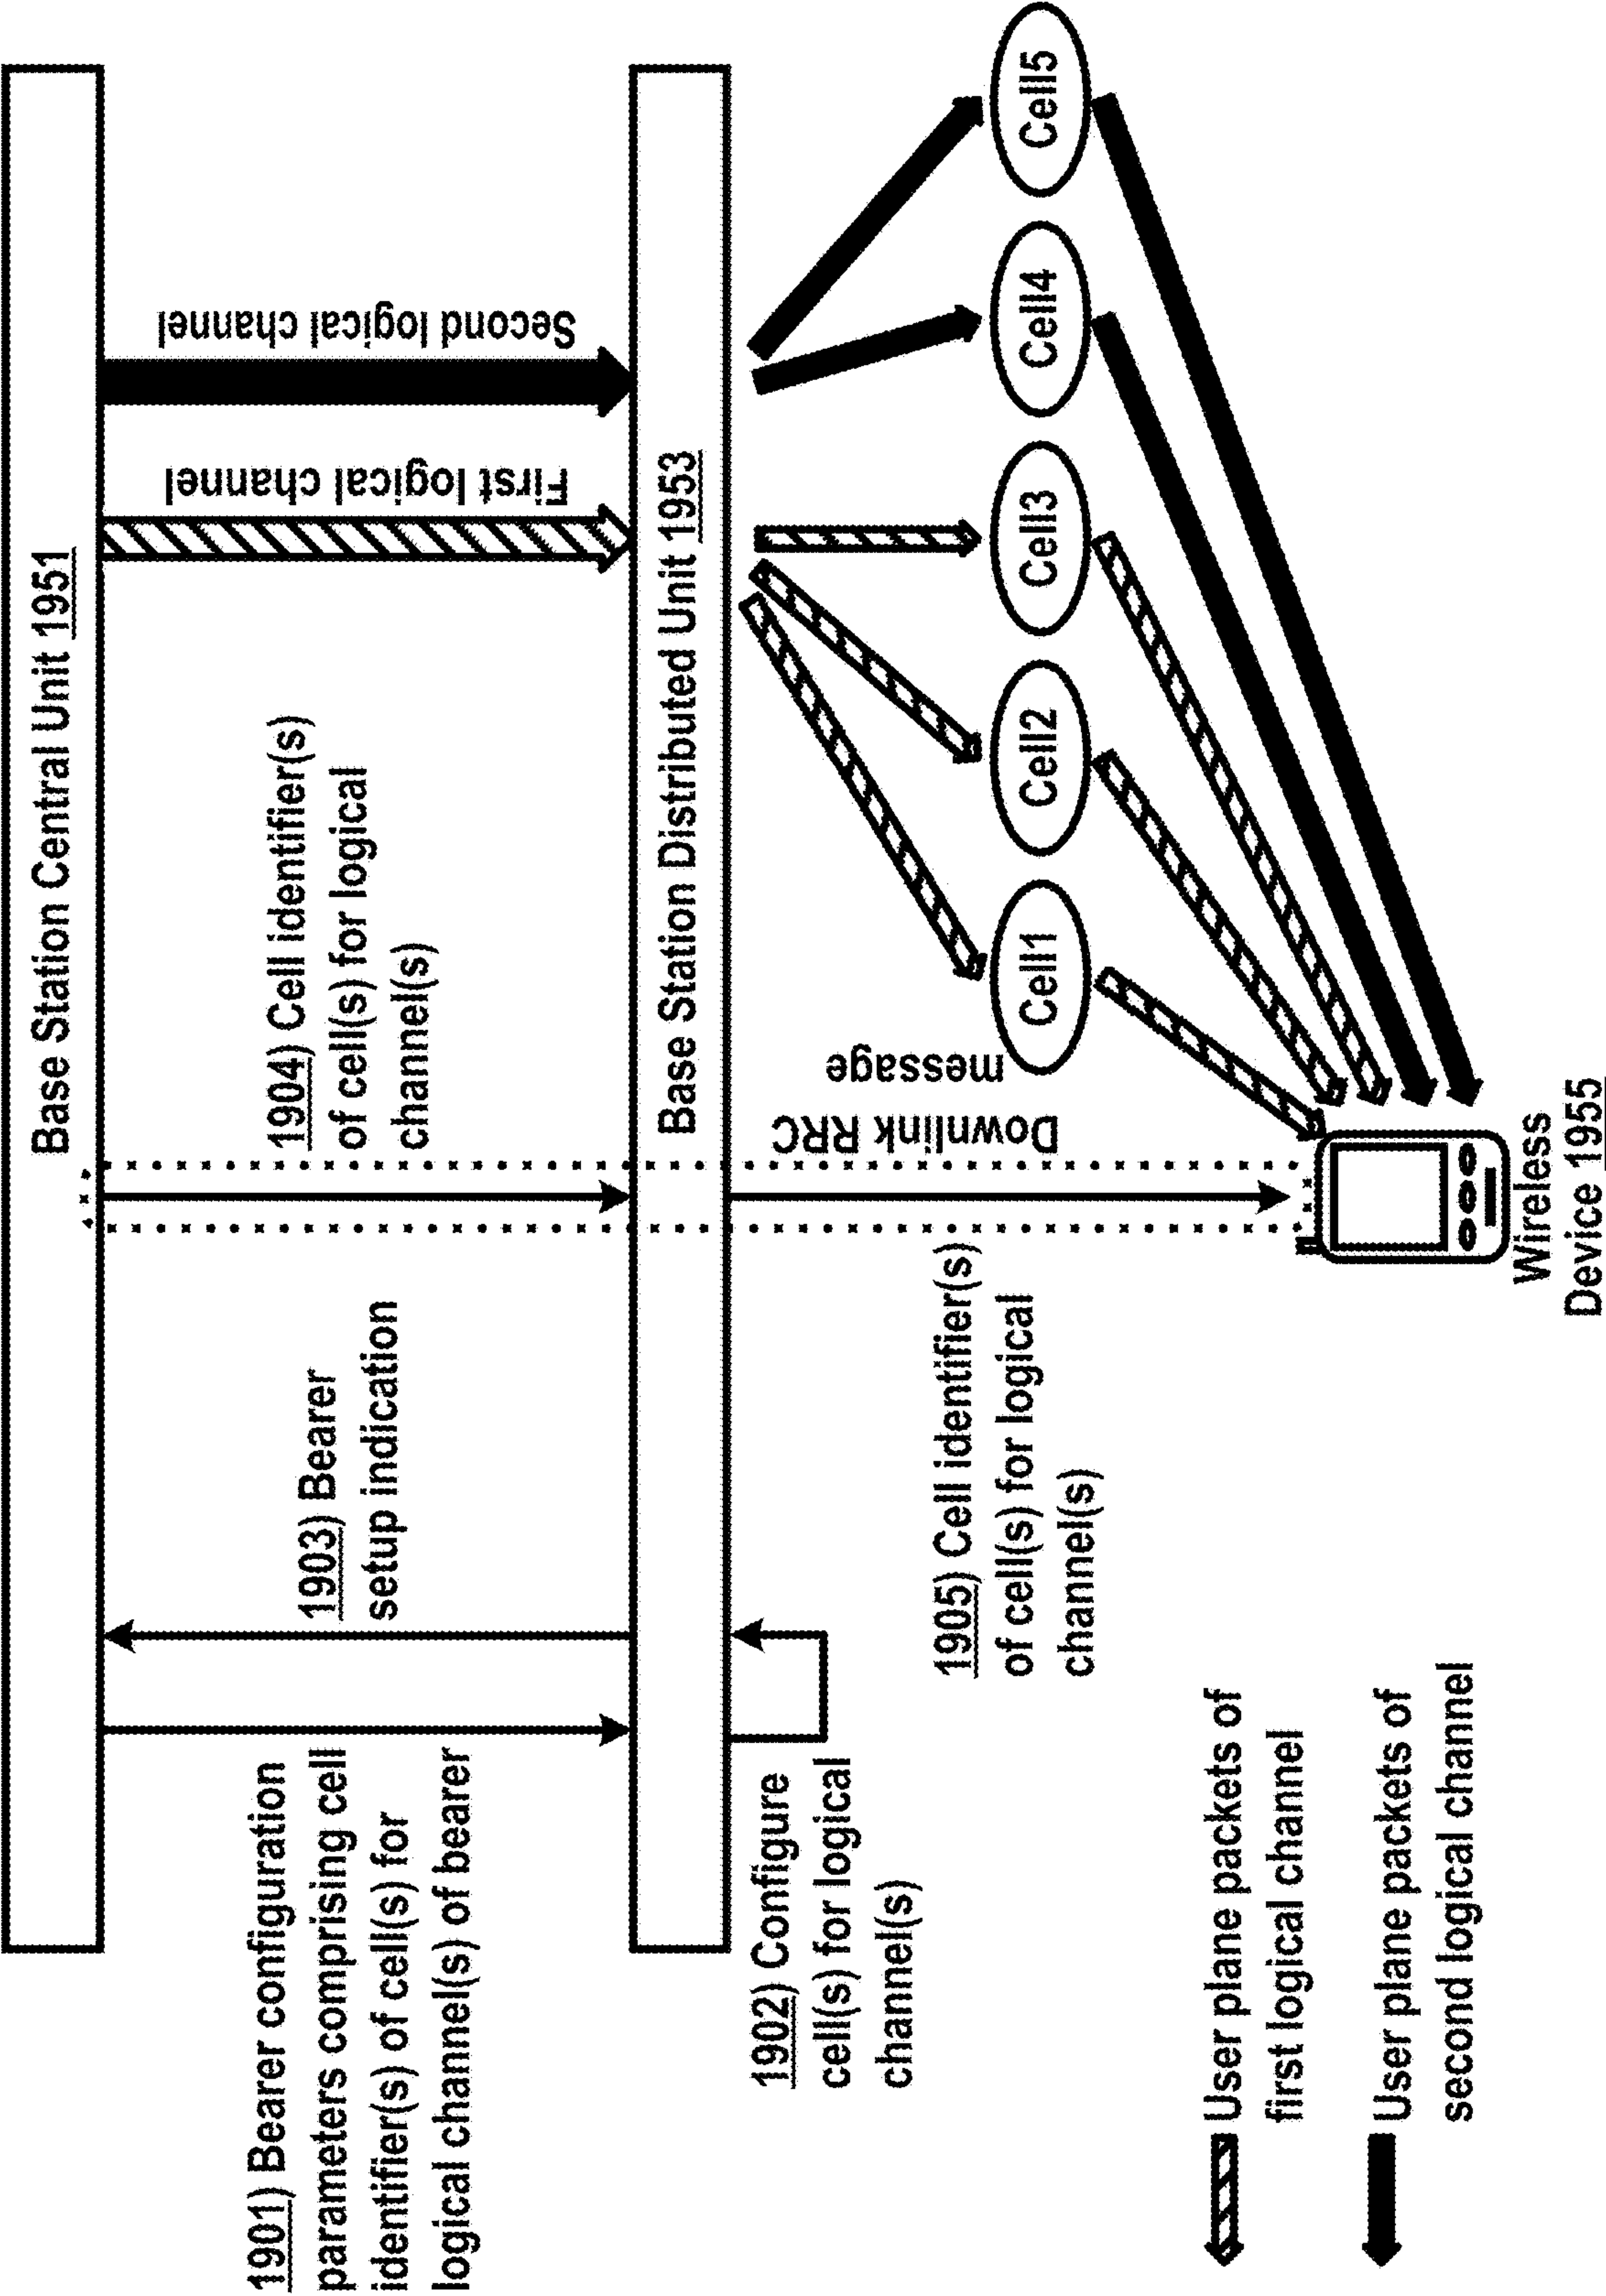 Base Station Central Unit 1951
1901) Bearer configuration
parameters comprising cell
identifier(s) of cell(s) for
logical channel(s) of bearer
1903) Bearer
setup indication
1904) Cell identifier(s)
of cell(s) for logical
channel(s)
First logical channel
Second logical channel
Base Station Distributed Unit 1953
1902) Configure
cell(s) for logical
channel(s)
1905) Cell identifier(s)
of cell(s) for logical
channel(s)
Downlink RRC
message
Cell1
Cell2
Cell3
Cell4
Cell5
User plane packets of
first logical channel
User plane packets of
second logical channel
Wireless
Device 1955